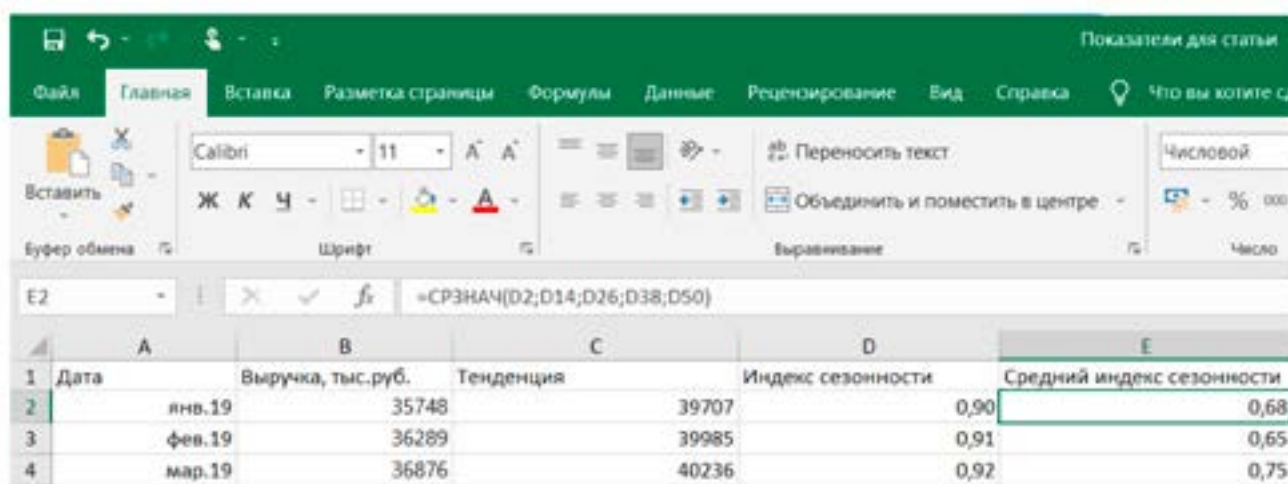 Показатели для статьи
Файл Главная Вставка Разметка страницы Формулы Данные Рецензирование Вид Справка Что вы хотите
Calibri 11 Переносить текст Числовой
Вставить Ж К Ч Объединить и поместить в центре % 000
Буфер обмена Шрифт Выравнивание Число
E2 fx =СРЗНАЧ(D2;D14;D26;D38;D50)
A B C D E
1 Дата Выручка, тыс.руб. Тенденция Индекс сезонности Средний индекс сезонности
2 янв.19 35748 39707 0,90 0,68
3 фев.19 36289 39985 0,91 0,65
4 мар.19 36876 40236 0,92 0,75